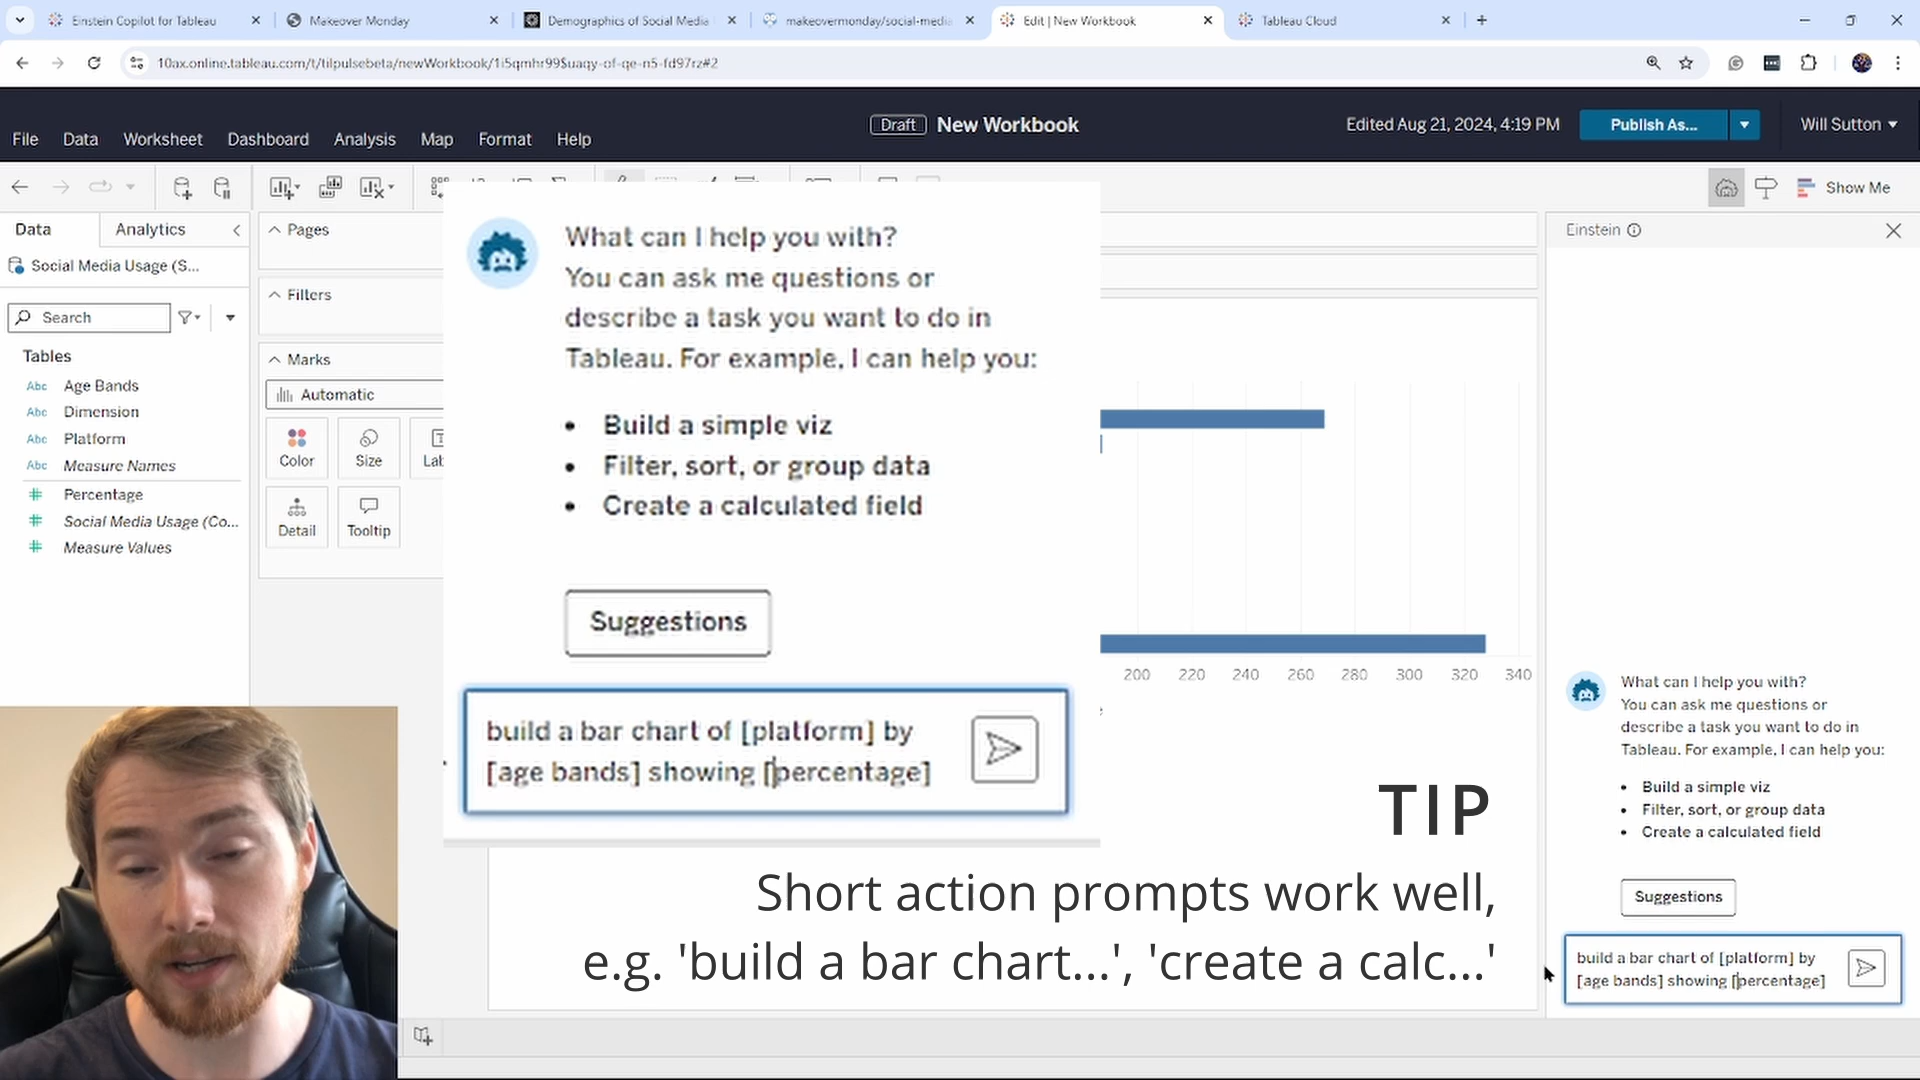 Einstein Copilot for Tableau
Makeover Monday
Demographics of Social Media
makeovermonday/social-media
Edit | New Workbook
Tableau Cloud
10ax.online.tableau.com/t/tilpulsebeta/newWorkbook/1i5qmhr99$uaqy-of-qe-n5-fd97rz#2
File Data Worksheet Dashboard Analysis Map Format Help
Draft New Workbook
Edited Aug 21, 2024, 4:19 PM
Publish As...
Will Sutton
Show Me
Data Analytics
Social Media Usage (S...
Search
Tables
Abc Age Bands
Abc Dimension
Abc Platform
Abc Measure Names
# Percentage
# Social Media Usage (Co...
# Measure Values
Pages
Filters
Marks
Automatic
Color Size
Detail Tooltip
What can I help you with?
You can ask me questions or
describe a task you want to do in
Tableau. For example, I can help you:
• Build a simple viz
• Filter, sort, or group data
• Create a calculated field
Suggestions
build a bar chart of [platform] by
[age bands] showing [percentage]
200 220 240 260 280 300 320 340
TIP
Short action prompts work well,
e.g. 'build a bar chart...', 'create a calc...'
Einstein
What can I help you with?
You can ask me questions or
describe a task you want to do in
Tableau. For example, I can help you:
• Build a simple viz
• Filter, sort, or group data
• Create a calculated field
Suggestions
build a bar chart of [platform] by
[age bands] showing [percentage]